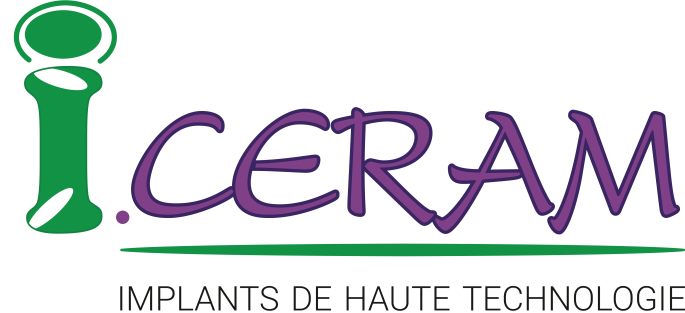 i.CERAM
IMPLANTS DE HAUTE TECHNOLOGIE